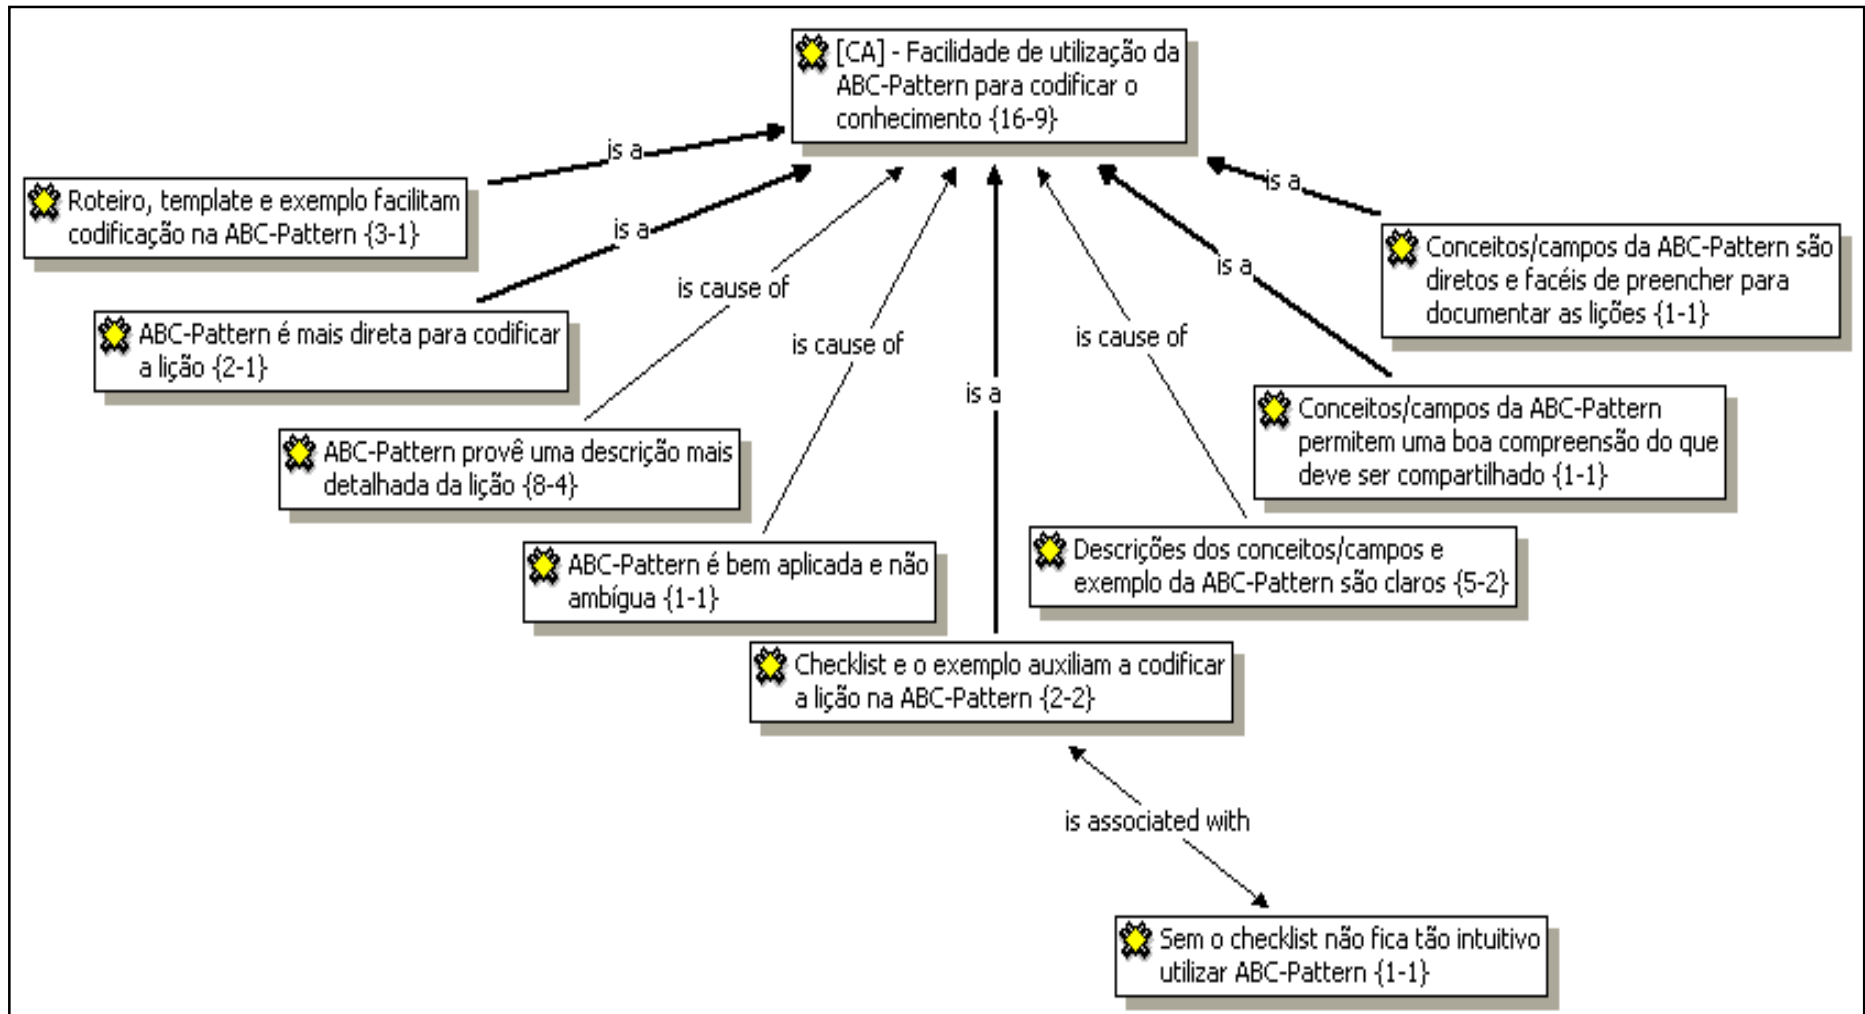 [CA] - Facilidade de utilização da
ABC-Pattern para codificar o
conhecimento {16-9}
is a
Roteiro, template e exemplo facilitam
codificação na ABC-Pattern {3-1}
is a
Conceitos/campos da ABC-Pattern são
diretos e facéis de preencher para
documentar as lições {1-1}
is a
is a
ABC-Pattern é mais direta para codificar
a lição {2-1}
is cause of
is cause of
is a
is cause of
Conceitos/campos da ABC-Pattern
permitem uma boa compreensão do que
deve ser compartilhado {1-1}
ABC-Pattern provê uma descrição mais
detalhada da lição {8-4}
ABC-Pattern é bem aplicada e não
ambígua {1-1}
Descrições dos conceitos/campos e
exemplo da ABC-Pattern são claros {5-2}
Checklist e o exemplo auxiliam a codificar
a lição na ABC-Pattern {2-2}
is associated with
Sem o checklist não fica tão intuitivo
utilizar ABC-Pattern {1-1}